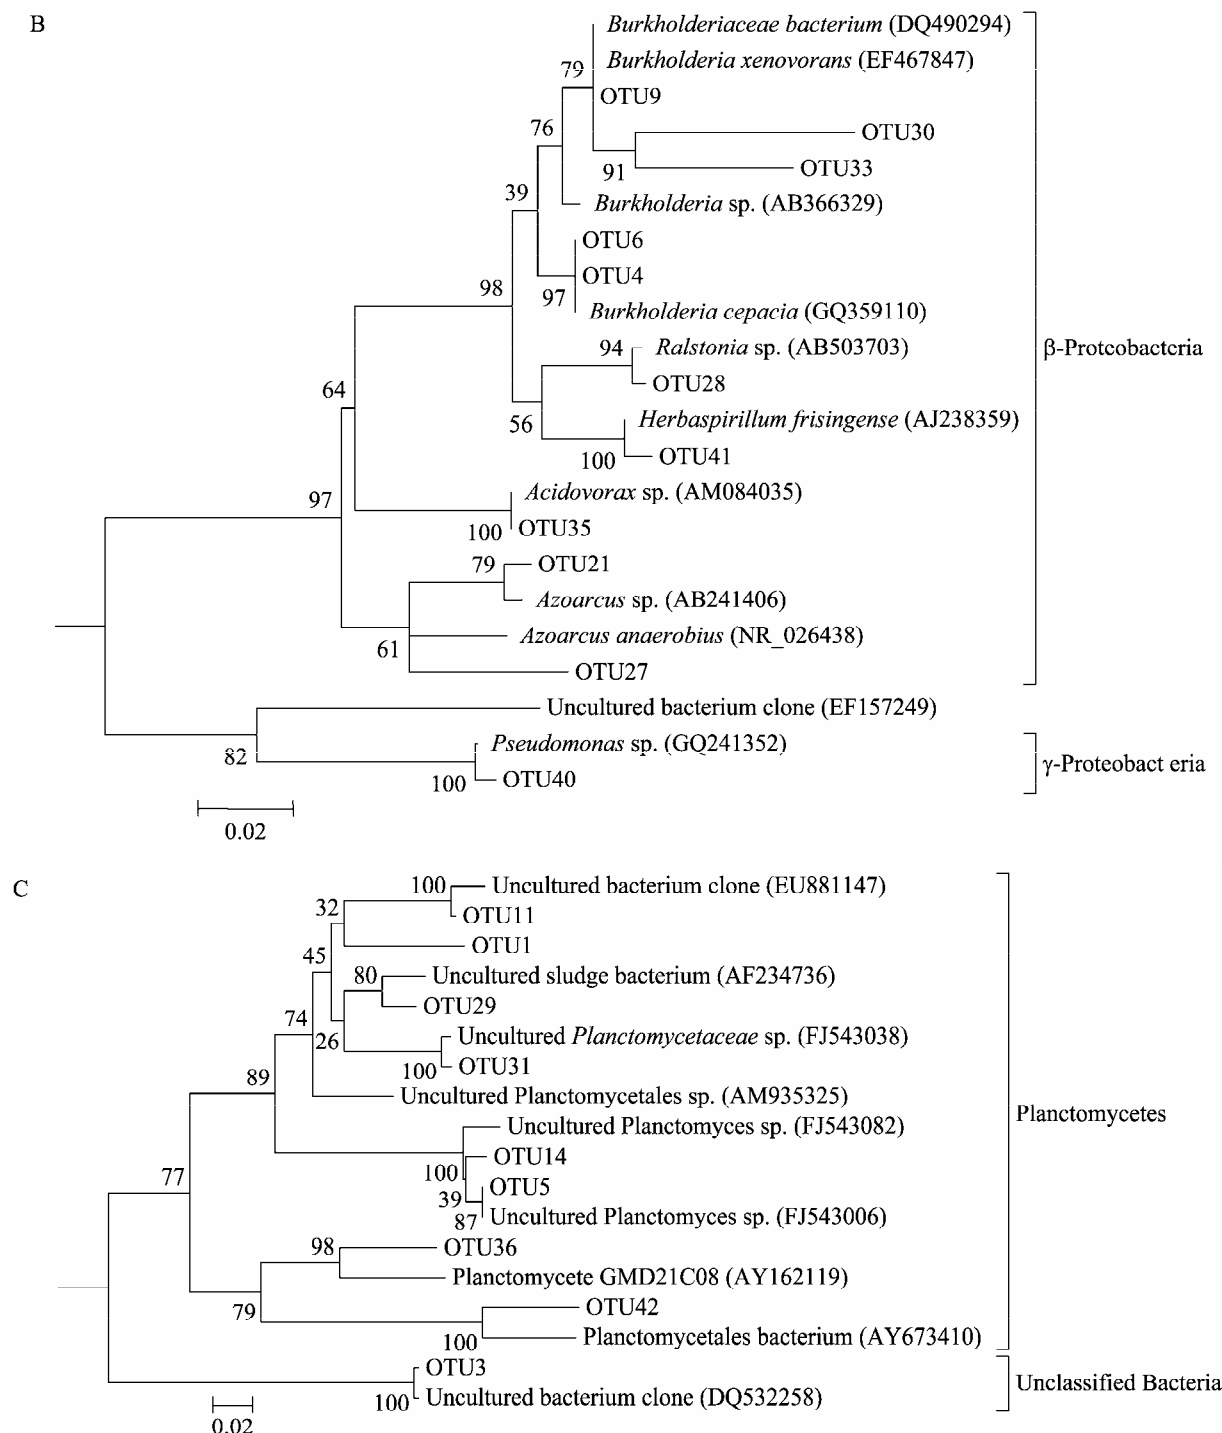 B
Burkholderiaceae bacterium (DQ490294)
Burkholderia xenovorans (EF467847)
79
OTU9
76
OTU30
91
OTU33
39
Burkholderia sp. (AB366329)
OTU6
OTU4
98
97
Burkholderia cepacia (GQ359110)
94
Ralstonia sp. (AB503703)
β-Proteobacteria
OTU28
64
56
Herbaspirillum frisingense (AJ238359)
100
OTU41
97
Acidovorax sp. (AM084035)
100
OTU35
79
OTU21
Azoarcus sp. (AB241406)
61
Azoarcus anaerobius (NR_026438)
OTU27
Uncultured bacterium clone (EF157249)
82
Pseudomonas sp. (GQ241352)
γ-Proteobact eria
100
OTU40
0.02
C
100
Uncultured bacterium clone (EU881147)
32
OTU11
45
OTU1
80
Uncultured sludge bacterium (AF234736)
OTU29
74
26
Uncultured Planctomycetaceae sp. (FJ543038)
100
OTU31
89
Uncultured Planctomycetales sp. (AM935325)
Planctomycetes
Uncultured Planctomyces sp. (FJ543082)
OTU14
77
100
OTU5
39
87
Uncultured Planctomyces sp. (FJ543006)
98
OTU36
Planctomycete GMD21C08 (AY162119)
79
OTU42
100
Planctomycetales bacterium (AY673410)
OTU3
Unclassified Bacteria
100
Uncultured bacterium clone (DQ532258)
0.02